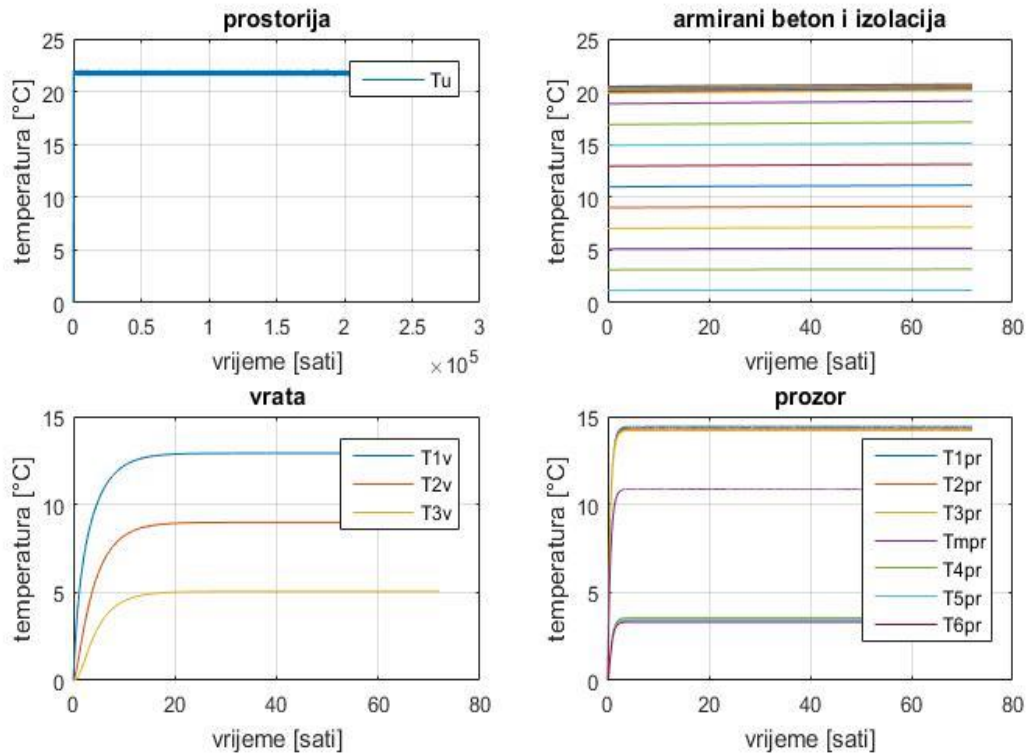 prostorija
temperatura [°C]
25
20
15
10
5
0
Tu
0 0.5 1 1.5 2 2.5 3
vrijeme [sati]
× 10^5
armirani beton i izolacija
temperatura [°C]
25
20
15
10
5
0
0 20 40 60 80
vrijeme [sati]
vrata
temperatura [°C]
15
10
5
0
T1v
T2v
T3v
0 20 40 60 80
vrijeme [sati]
prozor
temperatura [°C]
15
10
5
0
T1pr
T2pr
T3pr
Tmpr
T4pr
T5pr
T6pr
0 20 40 60 80
vrijeme [sati]